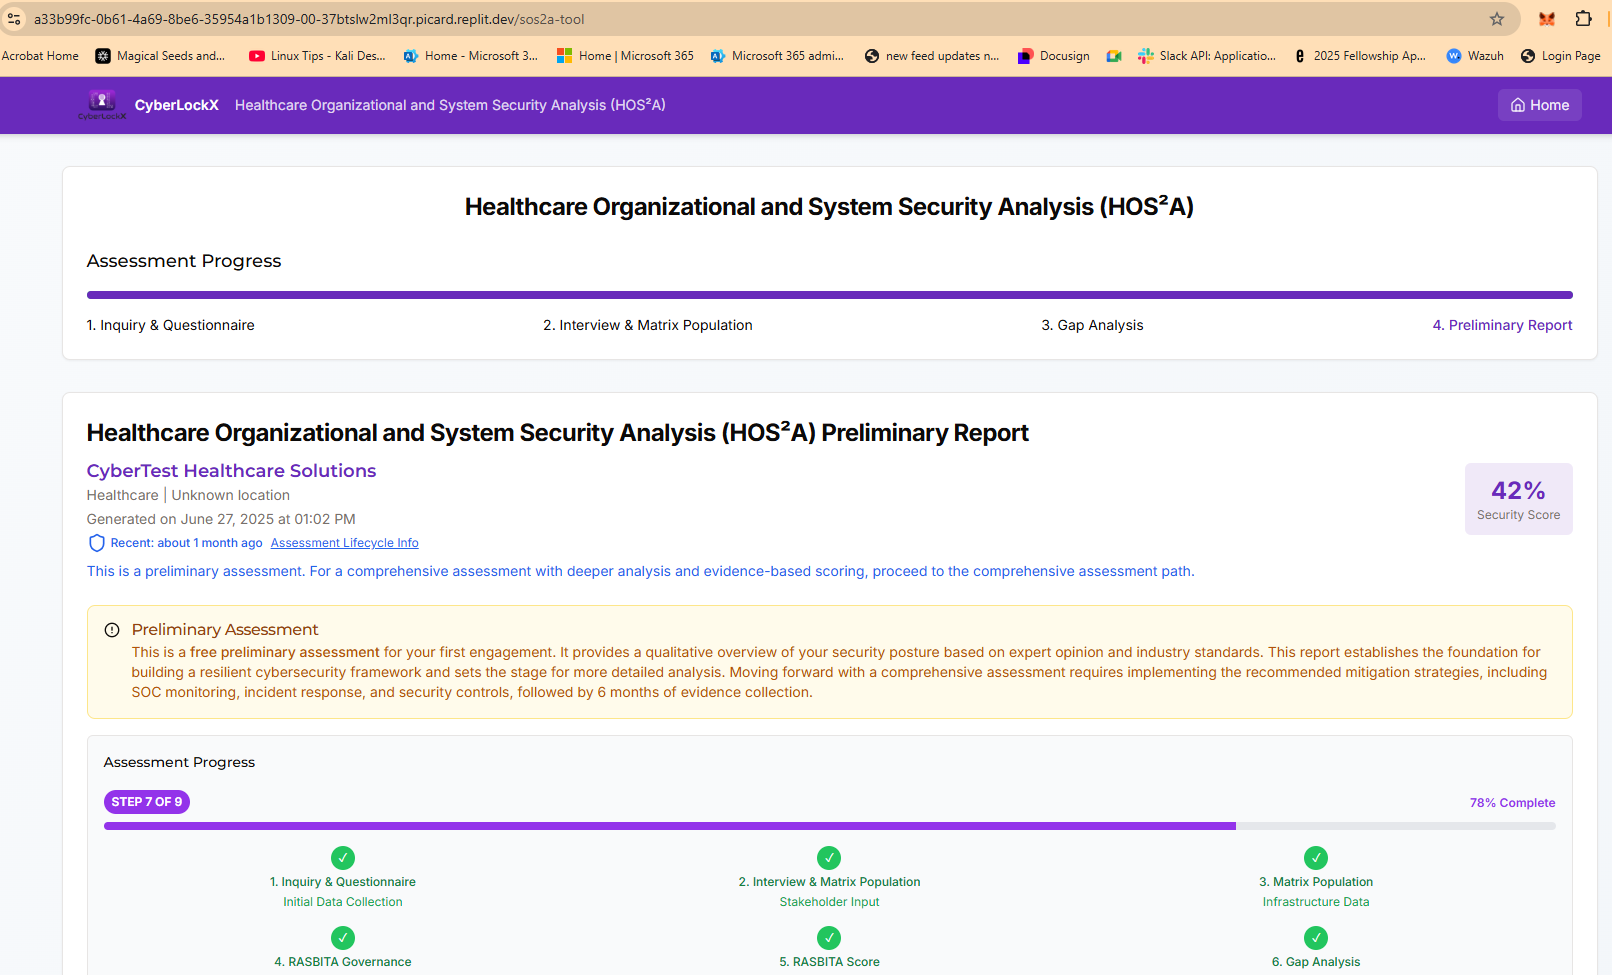 a33b99fc-0b61-4a69-8be6-35954a1b1309-00-37btslw2ml3qr.picard.replit.dev/sos2a-tool
Acrobat Home Magical Seeds and... Linux Tips - Kali Des... Home - Microsoft 3... Home | Microsoft 365 Microsoft 365 admi... new feed updates n... Docusign Slack API: Applicatio... 2025 Fellowship Ap... Wazuh Login Page
CyberLockX CyberLockX Healthcare Organizational and System Security Analysis (HOS²A) Home
Healthcare Organizational and System Security Analysis (HOS²A)
Assessment Progress
1. Inquiry & Questionnaire 2. Interview & Matrix Population 3. Gap Analysis 4. Preliminary Report
Healthcare Organizational and System Security Analysis (HOS²A) Preliminary Report
CyberTest Healthcare Solutions
Healthcare | Unknown location
Generated on June 27, 2025 at 01:02 PM
Recent: about 1 month ago Assessment Lifecycle Info
42%
Security Score
This is a preliminary assessment. For a comprehensive assessment with deeper analysis and evidence-based scoring, proceed to the comprehensive assessment path.
Preliminary Assessment
This is a free preliminary assessment for your first engagement. It provides a qualitative overview of your security posture based on expert opinion and industry standards. This report establishes the foundation for
building a resilient cybersecurity framework and sets the stage for more detailed analysis. Moving forward with a comprehensive assessment requires implementing the recommended mitigation strategies, including
SOC monitoring, incident response, and security controls, followed by 6 months of evidence collection.
Assessment Progress
STEP 7 OF 9 78% Complete
1. Inquiry & Questionnaire 2. Interview & Matrix Population 3. Matrix Population
Initial Data Collection Stakeholder Input Infrastructure Data
4. RASBITA Governance 5. RASBITA Score 6. Gap Analysis